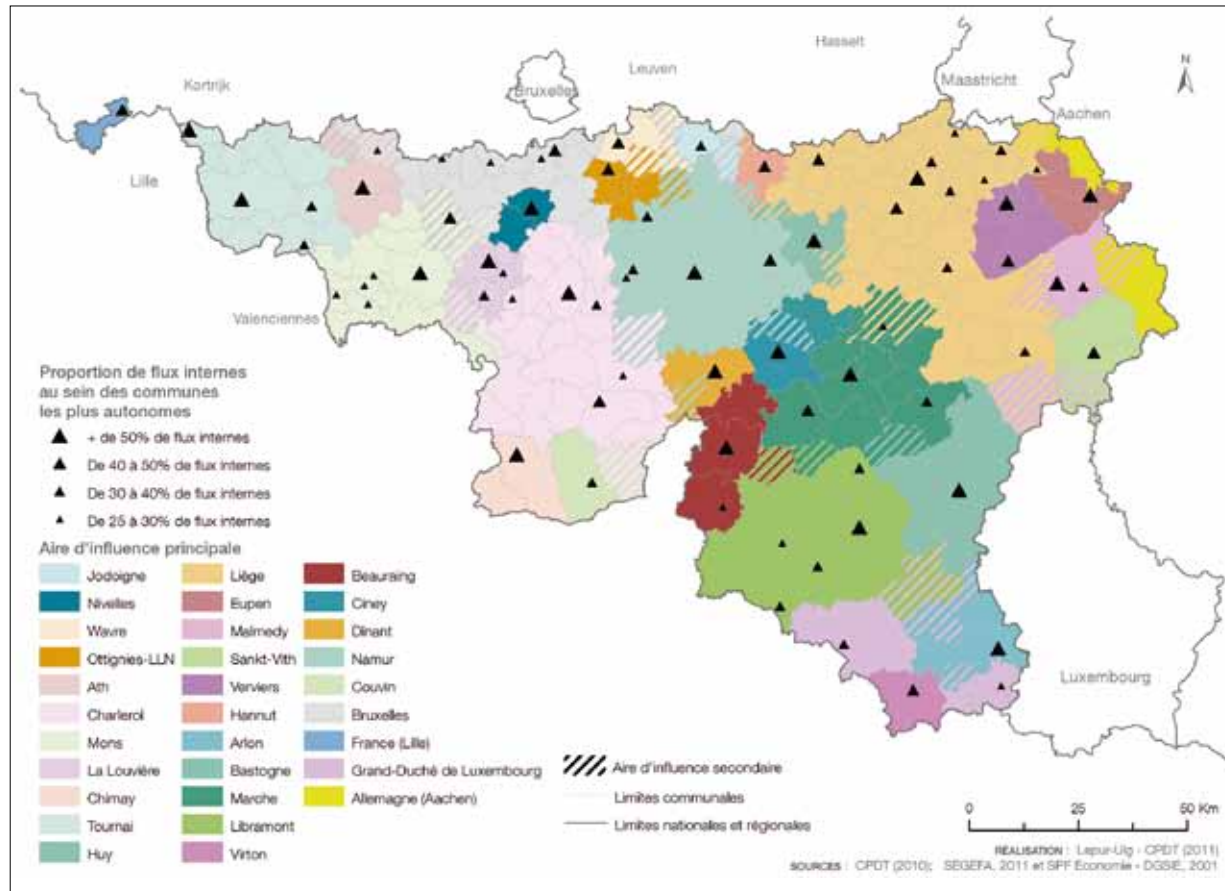 Hasselt
Kortrijk
Leuven
Maastricht
Bruxelles
Aachen
N
Lille
Valenciennes
Luxembourg
Proportion de flux internes
au sein des communes
les plus autonomes
+ de 50% de flux internes
De 40 à 50% de flux internes
De 30 à 40% de flux internes
De 25 à 30% de flux internes
Aire d'influence principale
Jodoigne
Nivelles
Wavre
Ottignies-LLN
Ath
Charleroi
Mons
La Louvière
Chimay
Tournai
Huy
Liège
Eupen
Malmedy
Sankt-Vith
Verviers
Hannut
Arlon
Bastogne
Marche
Libramont
Virton
Beauraing
Ciney
Dinant
Namur
Couvin
Bruxelles
France (Lille)
Grand-Duché de Luxembourg
Allemagne (Aachen)
Aire d'influence secondaire
Limites communales
Limites nationales et régionales
0 25 50 Km
RÉALISATION : Lepur-Ulg - CPDT (2011)
SOURCES : CPDT (2010); SEGEFA, 2011 et SPF Economie - DGSIE, 2001